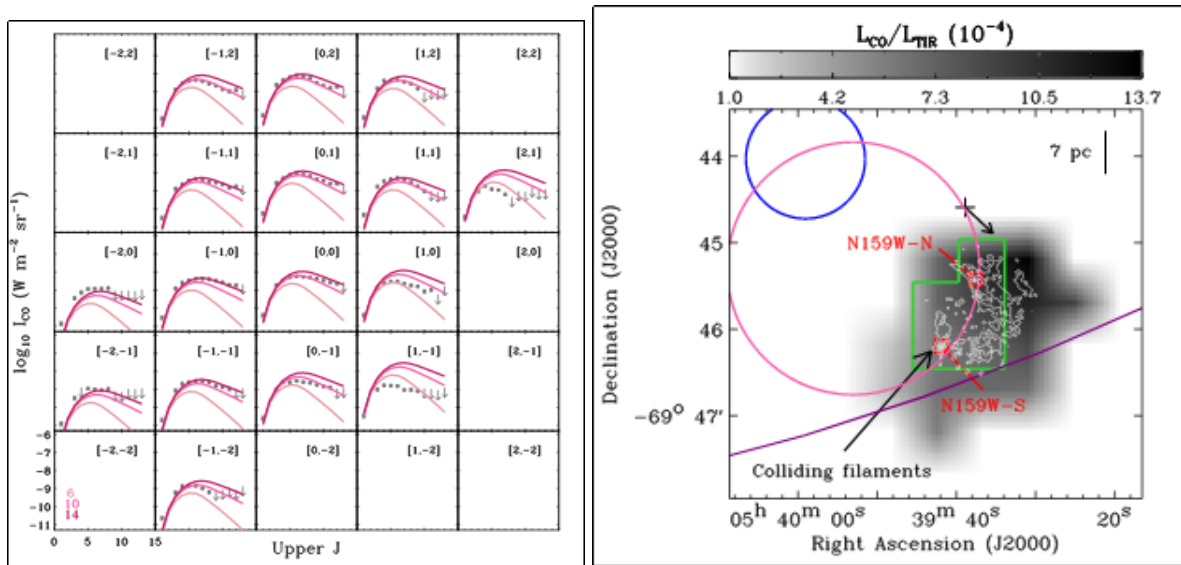 [-2,2] [-1,2] [0,2] [1,2] [2,2]
[-2,1] [-1,1] [0,1] [1,1] [2,1]
[-2,0] [-1,0] [0,0] [1,0] [2,0]
[-2,-1] [-1,-1] [0,-1] [1,-1] [2,-1]
[-2,-2] [-1,-2] [0,-2] [1,-2] [2,-2]
log₁₀ I_CO (W m⁻² sr⁻¹)
-6
-7
-8
-9
-10
-11
6
10
14
0 5 10 15
Upper J
L_CO/L_TIR (10⁻⁴)
1.0 4.2 7.3 10.5 13.7
7 pc
44
45
46
-69° 47'
Declination (J2000)
N159W-N
N159W-S
Colliding filaments
05ʰ 40ᵐ 00ˢ 39ᵐ 40ˢ 20ˢ
Right Ascension (J2000)